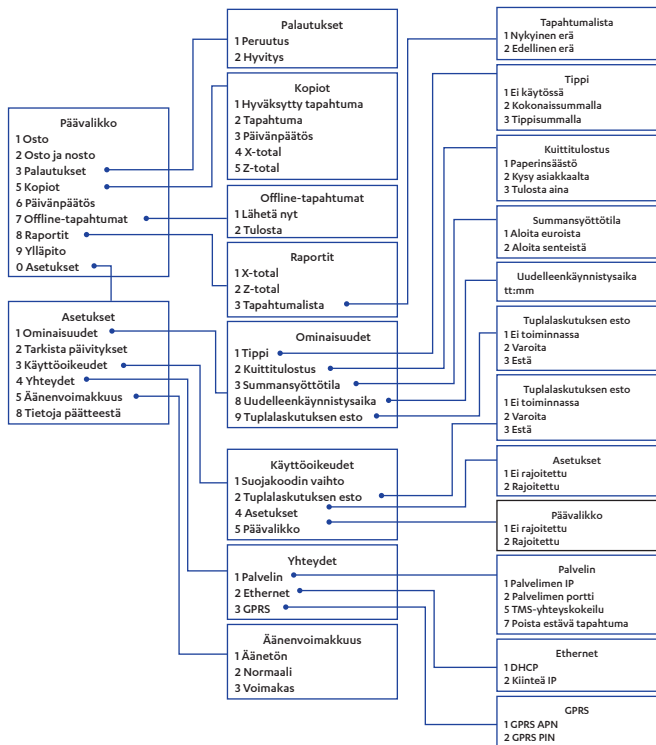 Päävalikko
1 Osto
2 Osto ja nosto
3 Palautukset
5 Kopiot
6 Päivänpäätös
7 Offline-tapahtumat
8 Raportit
9 Ylläpito
0 Asetukset
Asetukset
1 Ominaisuudet
2 Tarkista päivitykset
3 Käyttöoikeudet
4 Yhteydet
5 Äänenvoimakkuus
8 Tietoja päätteestä
Palautukset
1 Peruutus
2 Hyvitys
Kopiot
1 Hyväksytty tapahtuma
2 Tapahtuma
3 Päivänpäätös
4 X-total
5 Z-total
Offline-tapahtumat
1 Lähetä nyt
2 Tulosta
Raportit
1 X-total
2 Z-total
3 Tapahtumalista
Ominaisuudet
1 Tippi
2 Kuittitulostus
3 Summansyöttötila
8 Uudelleenkäynnistysaika
9 Tuplalaskutuksen esto
Käyttöoikeudet
1 Suojakoodin vaihto
2 Tuplalaskutuksen esto
4 Asetukset
5 Päävalikko
Yhteydet
1 Palvelin
2 Ethernet
3 GPRS
Äänenvoimakkuus
1 Äänetön
2 Normaali
3 Voimakas
Tapahtumalista
1 Nykyinen erä
2 Edellinen erä
Tippi
1 Ei käytössä
2 Kokonaissummalla
3 Tippisummalla
Kuittitulostus
1 Paperinsäästö
2 Kysy asiakkaalta
3 Tulosta aina
Summansyöttötila
1 Aloita euroista
2 Aloita senteistä
Uudelleenkäynnistysaika
tt:mm
Tuplalaskutuksen esto
1 Ei toiminnassa
2 Varoita
3 Estä
Tuplalaskutuksen esto
1 Ei toiminnassa
2 Varoita
3 Estä
Asetukset
1 Ei rajoitettu
2 Rajoitettu
Päävalikko
1 Ei rajoitettu
2 Rajoitettu
Palvelin
1 Palvelimen IP
2 Palvelimen portti
5 TMS-yhteyskokeilu
7 Poista estävä tapahtuma
Ethernet
1 DHCP
2 Kiinteä IP
GPRS
1 GPRS APN
2 GPRS PIN